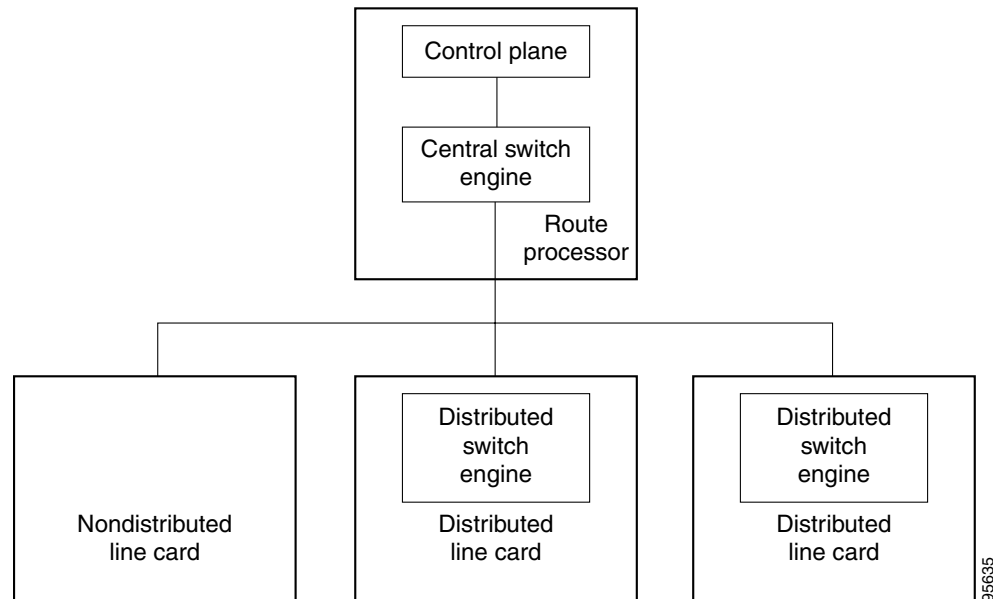 Control plane
Central switch
engine
Route
processor
Distributed
switch
engine
Distributed
switch
engine
Nondistributed
line card
Distributed
line card
Distributed
line card
95635